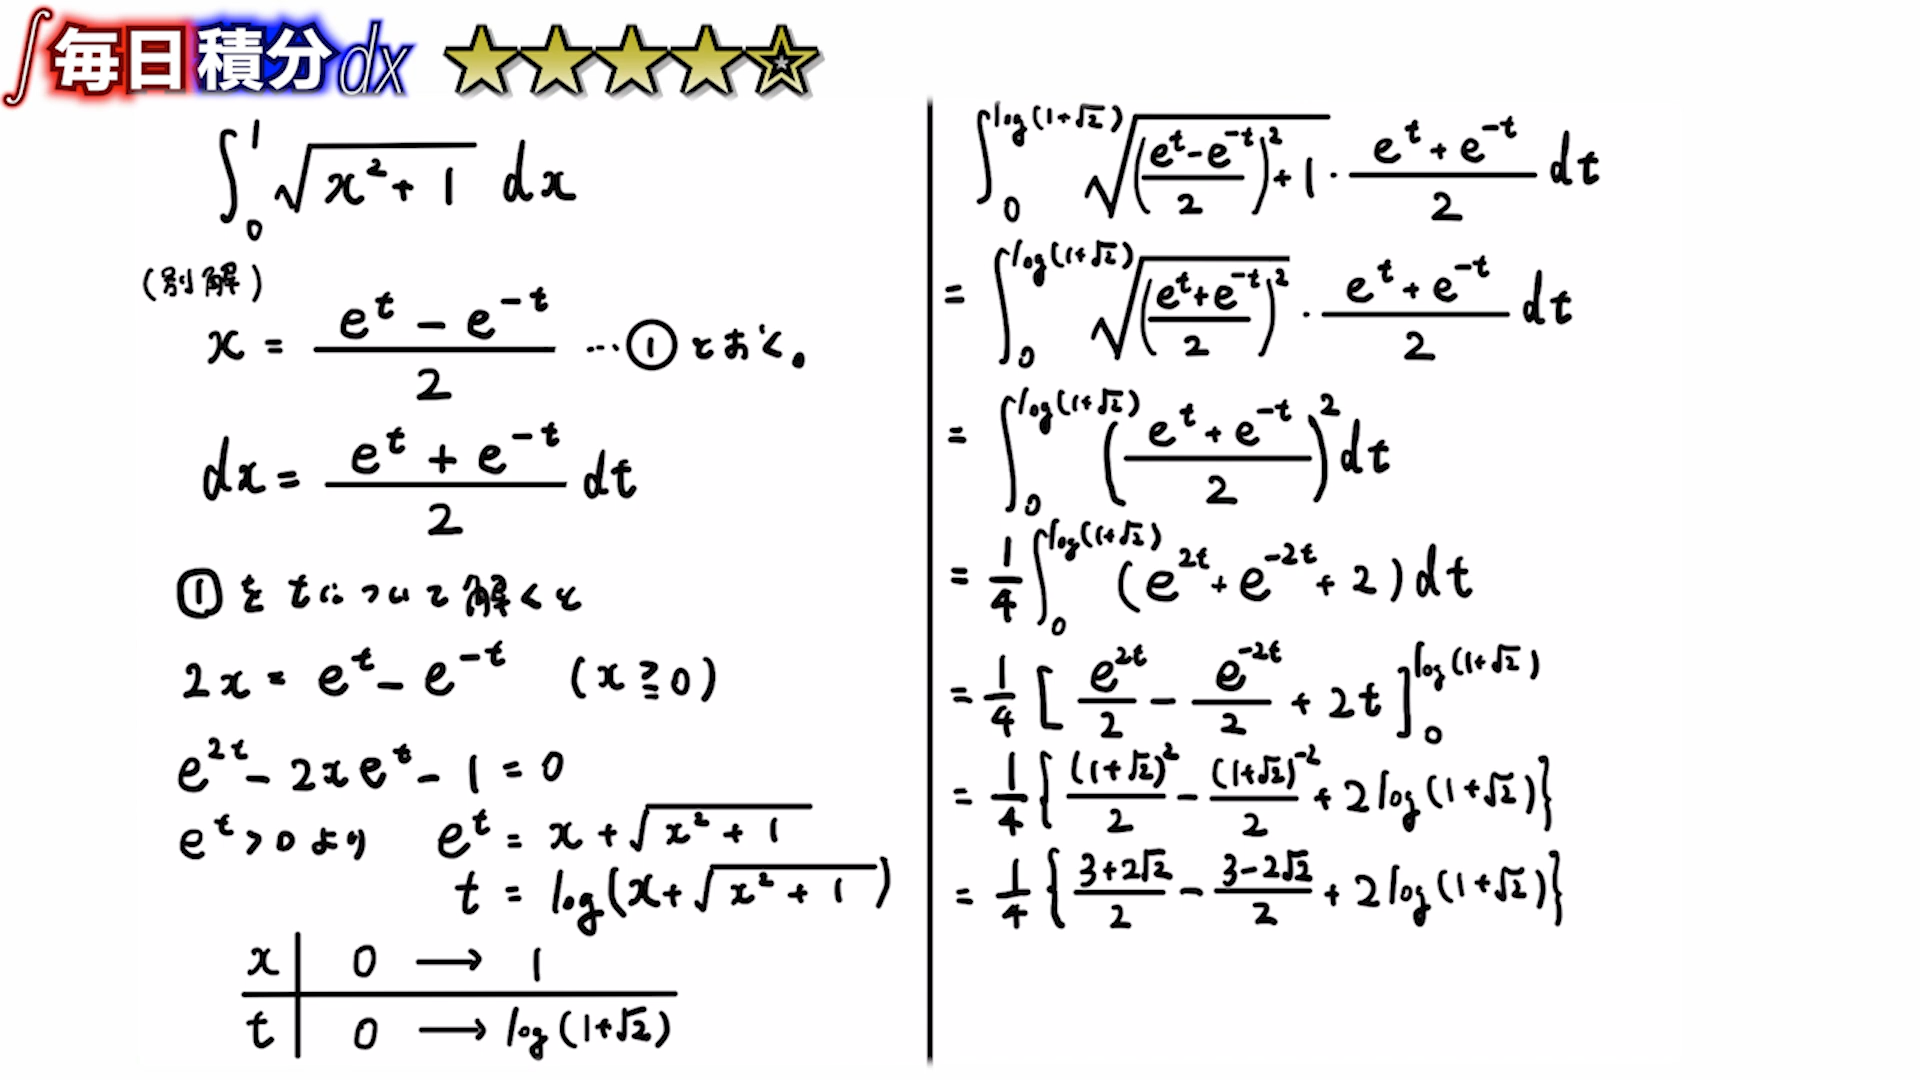 ∫毎日積分dx
∫₀¹ √(x²+1) dx
(別解)
x = (e^t − e^{−t})/2 …① とおく。
dx = (e^t + e^{−t})/2 dt
①をtについて解くと
2x = e^t − e^{−t} (x ≧ 0)
e^{2t} − 2xe^t − 1 = 0
e^t > 0 より e^t = x + √(x²+1)
t = log(x+√(x²+1))
x | 0 → 1
t | 0 → log(1+√2)
∫₀^{log(1+√2)} √(((e^t−e^{−t})/2)²+1) · (e^t+e^{−t})/2 dt
= ∫₀^{log(1+√2)} √(((e^t+e^{−t})/2)²) · (e^t+e^{−t})/2 dt
= ∫₀^{log(1+√2)} ((e^t+e^{−t})/2)² dt
= 1/4 ∫₀^{log(1+√2)} (e^{2t}+e^{−2t}+2) dt
= 1/4 [e^{2t}/2 − e^{−2t}/2 + 2t]₀^{log(1+√2)}
= 1/4 {(1+√2)²/2 − (1+√2)^{−2}/2 + 2log(1+√2)}
= 1/4 {(3+2√2)/2 − (3−2√2)/2 + 2log(1+√2)}